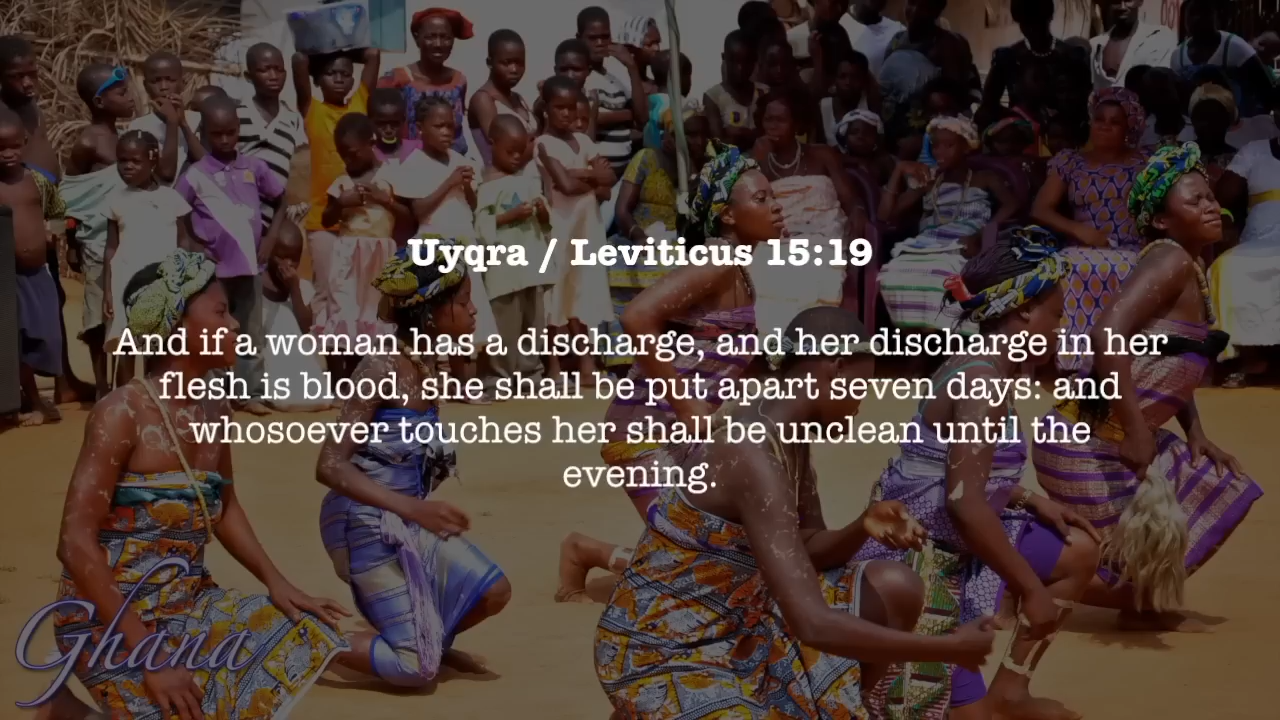 Uyqra / Leviticus 15:19
And if a woman has a discharge, and her discharge in her
flesh is blood, she shall be put apart seven days: and
whosoever touches her shall be unclean until the
evening.
Ghana